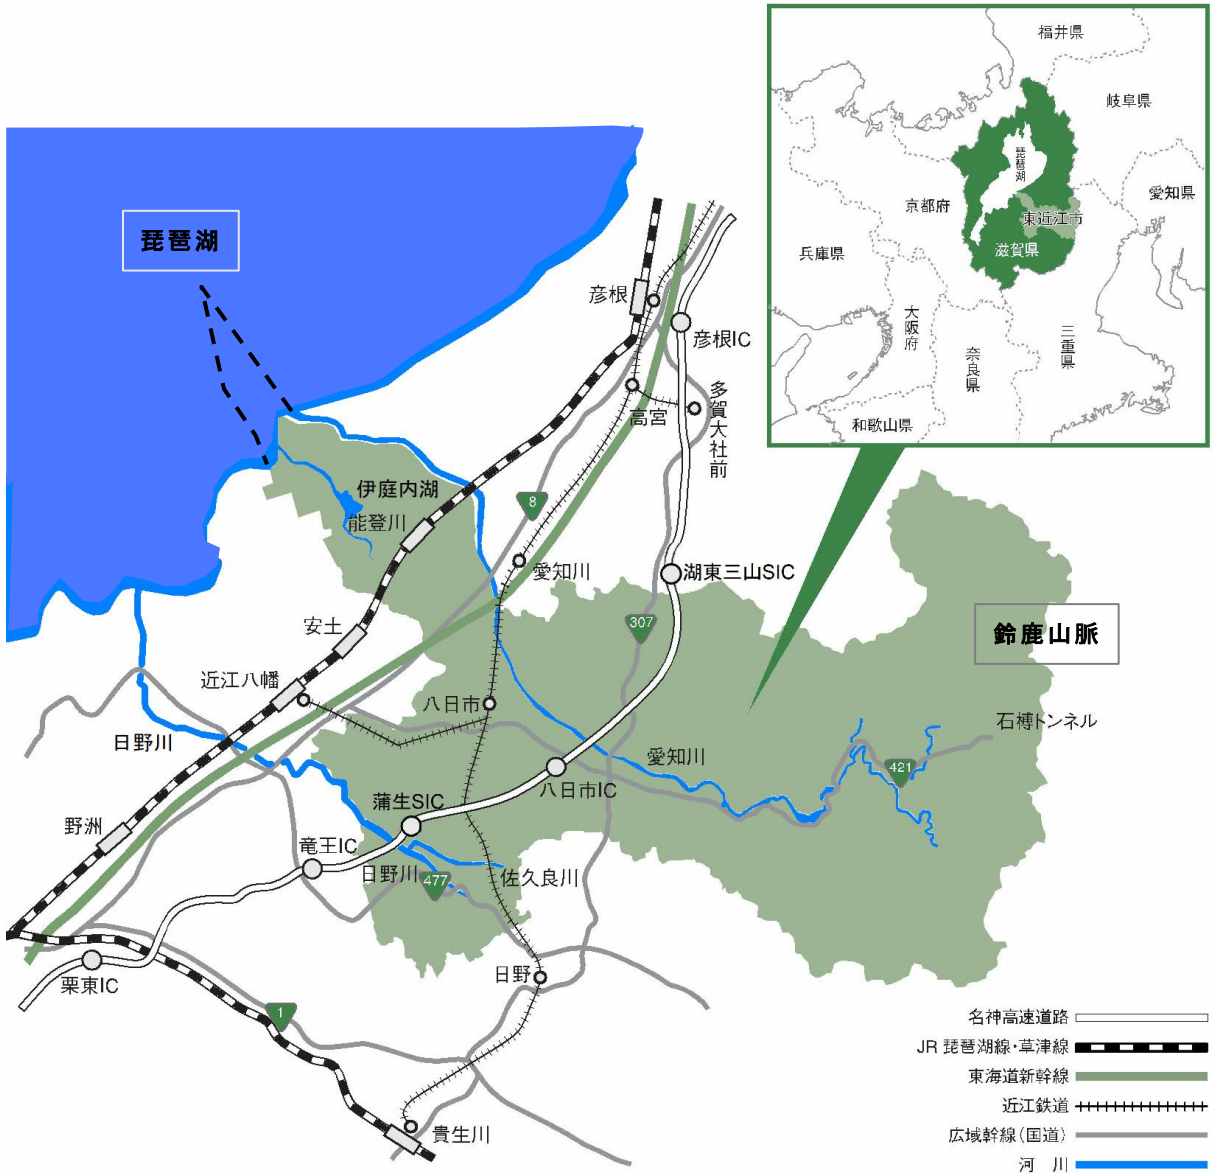 福井県
岐阜県
琵琶湖
愛知県
京都府
東近江市
滋賀県
兵庫県
大阪府
奈良県
三重県
和歌山県
琵琶湖
彦根
彦根IC
多賀大社前
高宮
伊庭内湖
能登川
8
愛知川
湖東三山SIC
307
鈴鹿山脈
安土
近江八幡
八日市
石榑トンネル
日野川
愛知川
421
八日市IC
蒲生SIC
野洲
竜王IC
日野川
477
佐久良川
栗東IC
日野
1
貴生川
名神高速道路
JR 琵琶湖線・草津線
東海道新幹線
近江鉄道
広域幹線(国道)
河 川